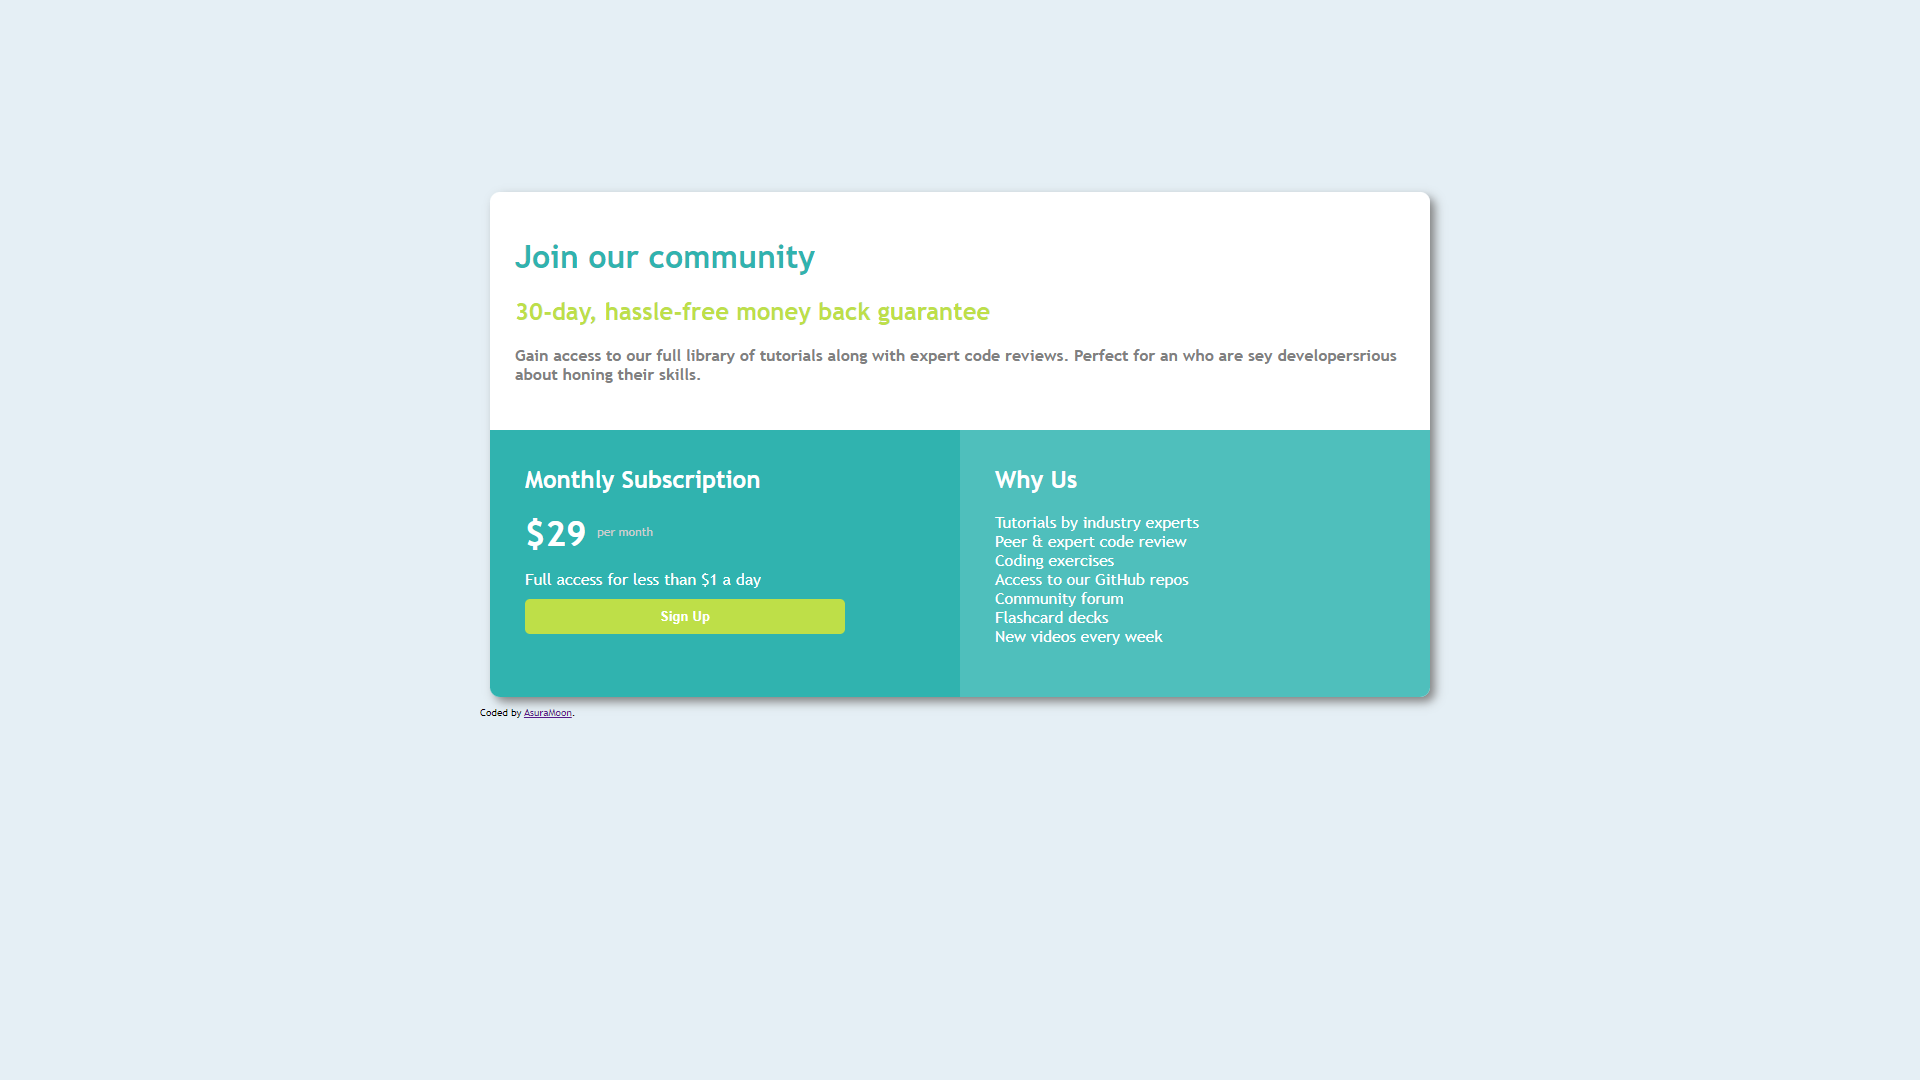 Join our community
30-day, hassle-free money back guarantee
Gain access to our full library of tutorials along with expert code reviews. Perfect for an who are sey developersrious
about honing their skills.
Monthly Subscription
$29 per month
Full access for less than $1 a day
Sign Up
Why Us
Tutorials by industry experts
Peer & expert code review
Coding exercises
Access to our GitHub repos
Community forum
Flashcard decks
New videos every week
Coded by AsuraMoon.